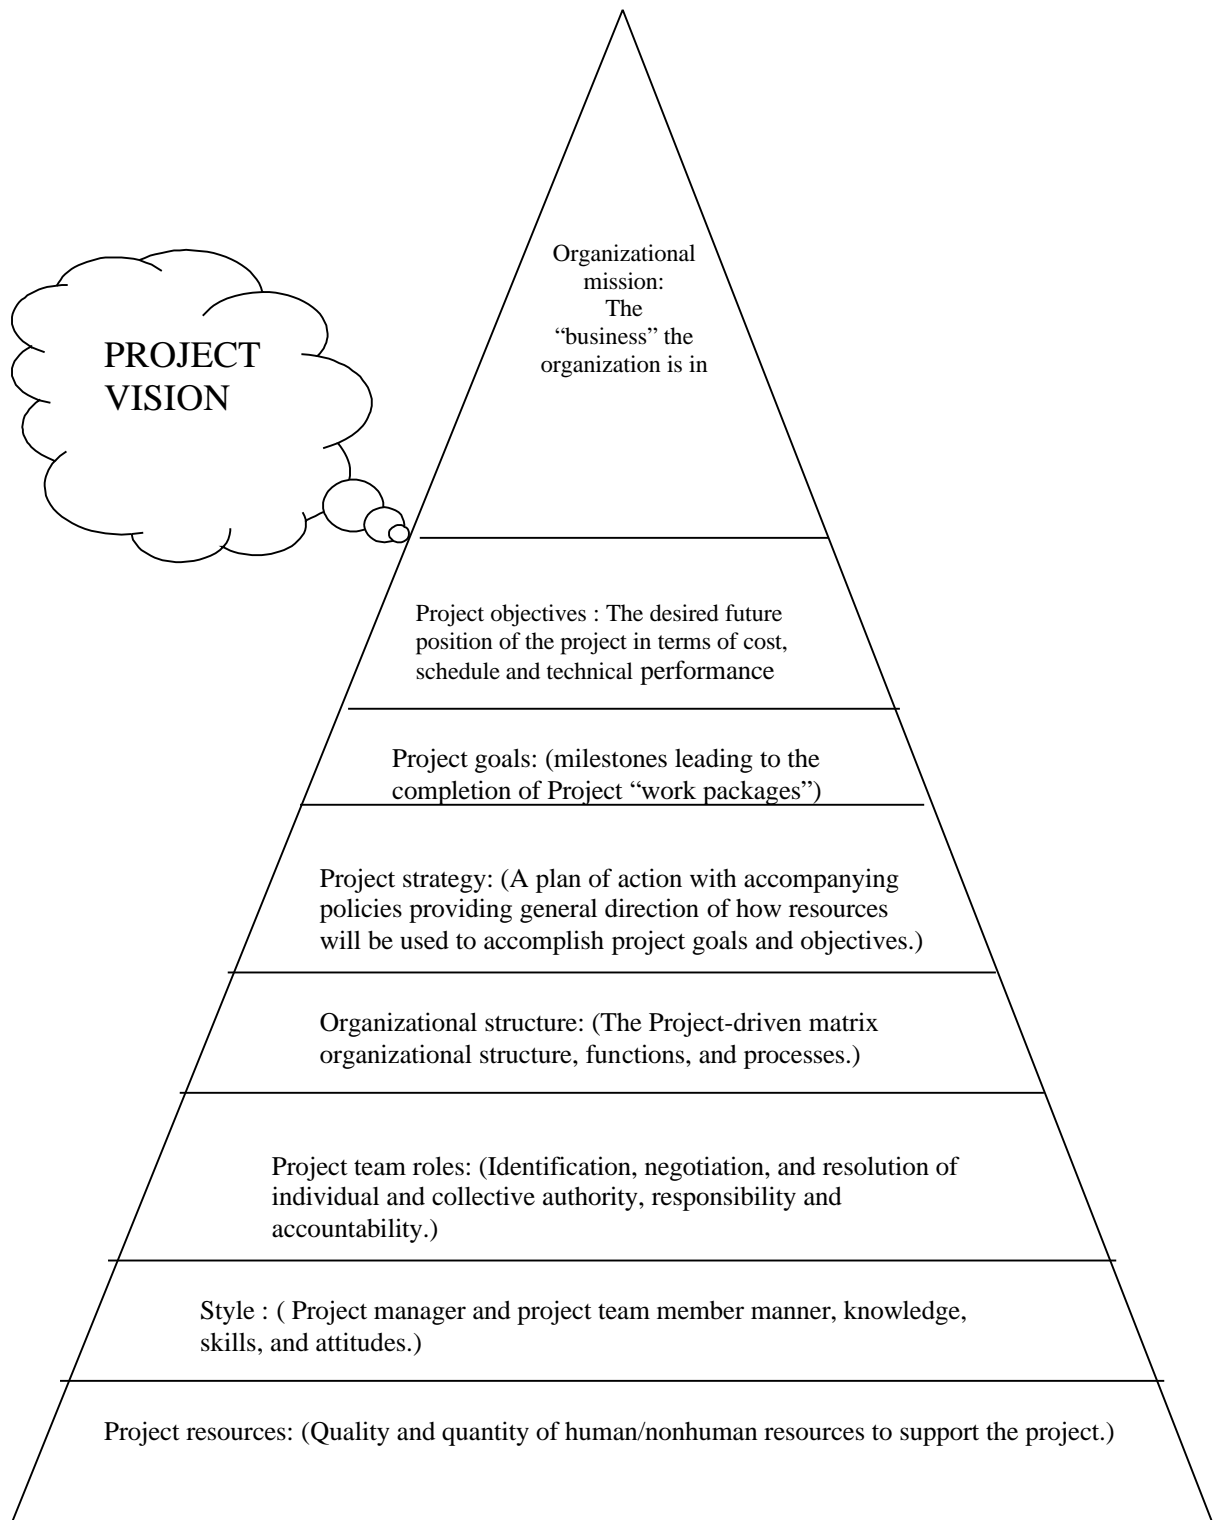 Organizational
mission:
The
“business” the
organization is in
PROJECT
VISION
Project objectives : The desired future
position of the project in terms of cost,
schedule and technical performance
Project goals: (milestones leading to the
completion of Project “work packages”)
Project strategy: (A plan of action with accompanying
policies providing general direction of how resources
will be used to accomplish project goals and objectives.)
Organizational structure: (The Project-driven matrix
organizational structure, functions, and processes.)
Project team roles: (Identification, negotiation, and resolution of
individual and collective authority, responsibility and
accountability.)
Style : ( Project manager and project team member manner, knowledge,
skills, and attitudes.)
Project resources: (Quality and quantity of human/nonhuman resources to support the project.)